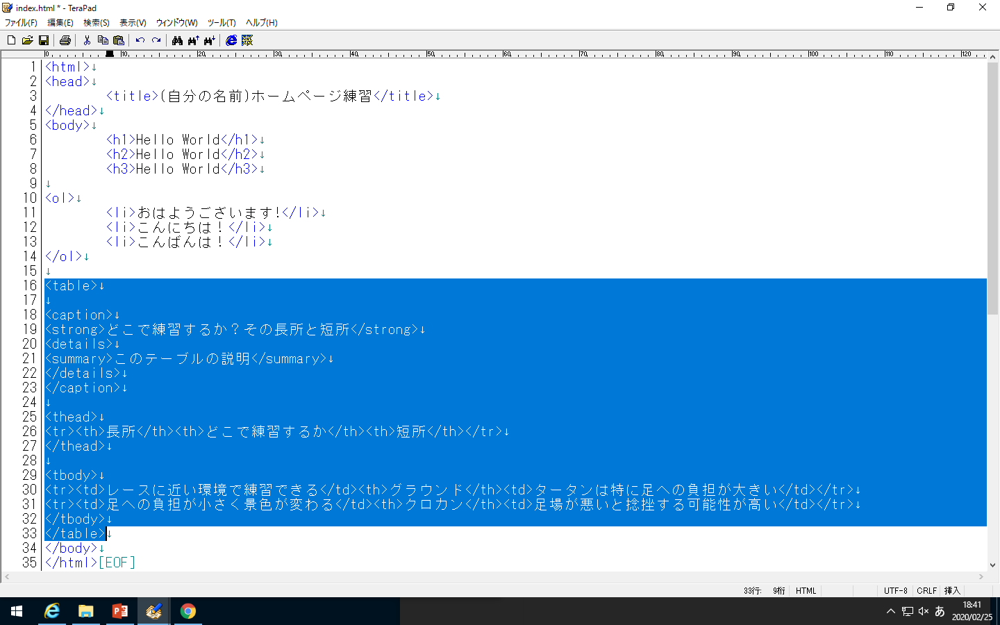 index.html * - TeraPad
ファイル(F) 編集(E) 検索(S) 表示(V) ウィンドウ(W) ツール(T) ヘルプ(H)
0 10 20 30 40 50 60 70 80 90 100 110 120
1 <html>↓
2 <head>↓
3 <title>(自分の名前)ホームページ練習</title>↓
4 </head>↓
5 <body>↓
6 <h1>Hello World</h1>↓
7 <h2>Hello World</h2>↓
8 <h3>Hello World</h3>↓
9 ↓
10 <ol>↓
11 <li>おはようございます!</li>↓
12 <li>こんにちは！</li>↓
13 <li>こんばんは！</li>↓
14 </ol>↓
15 ↓
16 <table>↓
17 ↓
18 <caption>↓
19 <strong>どこで練習するか？その長所と短所</strong>↓
20 <details>↓
21 <summary>このテーブルの説明</summary>↓
22 </details>↓
23 </caption>↓
24 ↓
25 <thead>↓
26 <tr><th>長所</th><th>どこで練習するか</th><th>短所</th></tr>↓
27 </thead>↓
28 ↓
29 <tbody>↓
30 <tr><td>レースに近い環境で練習できる</td><th>グラウンド</th><td>タータンは特に足への負担が大きい</td></tr>↓
31 <tr><td>足への負担が小さく景色が変わる</td><th>クロカン</th><td>足場が悪いと捻挫する可能性が高い</td></tr>↓
32 </tbody>↓
33 </table>↓
34 </body>↓
35 </html>[EOF]
33行: 9桁 HTML UTF-8 CRLF 挿入
あ 18:41
2020/02/25